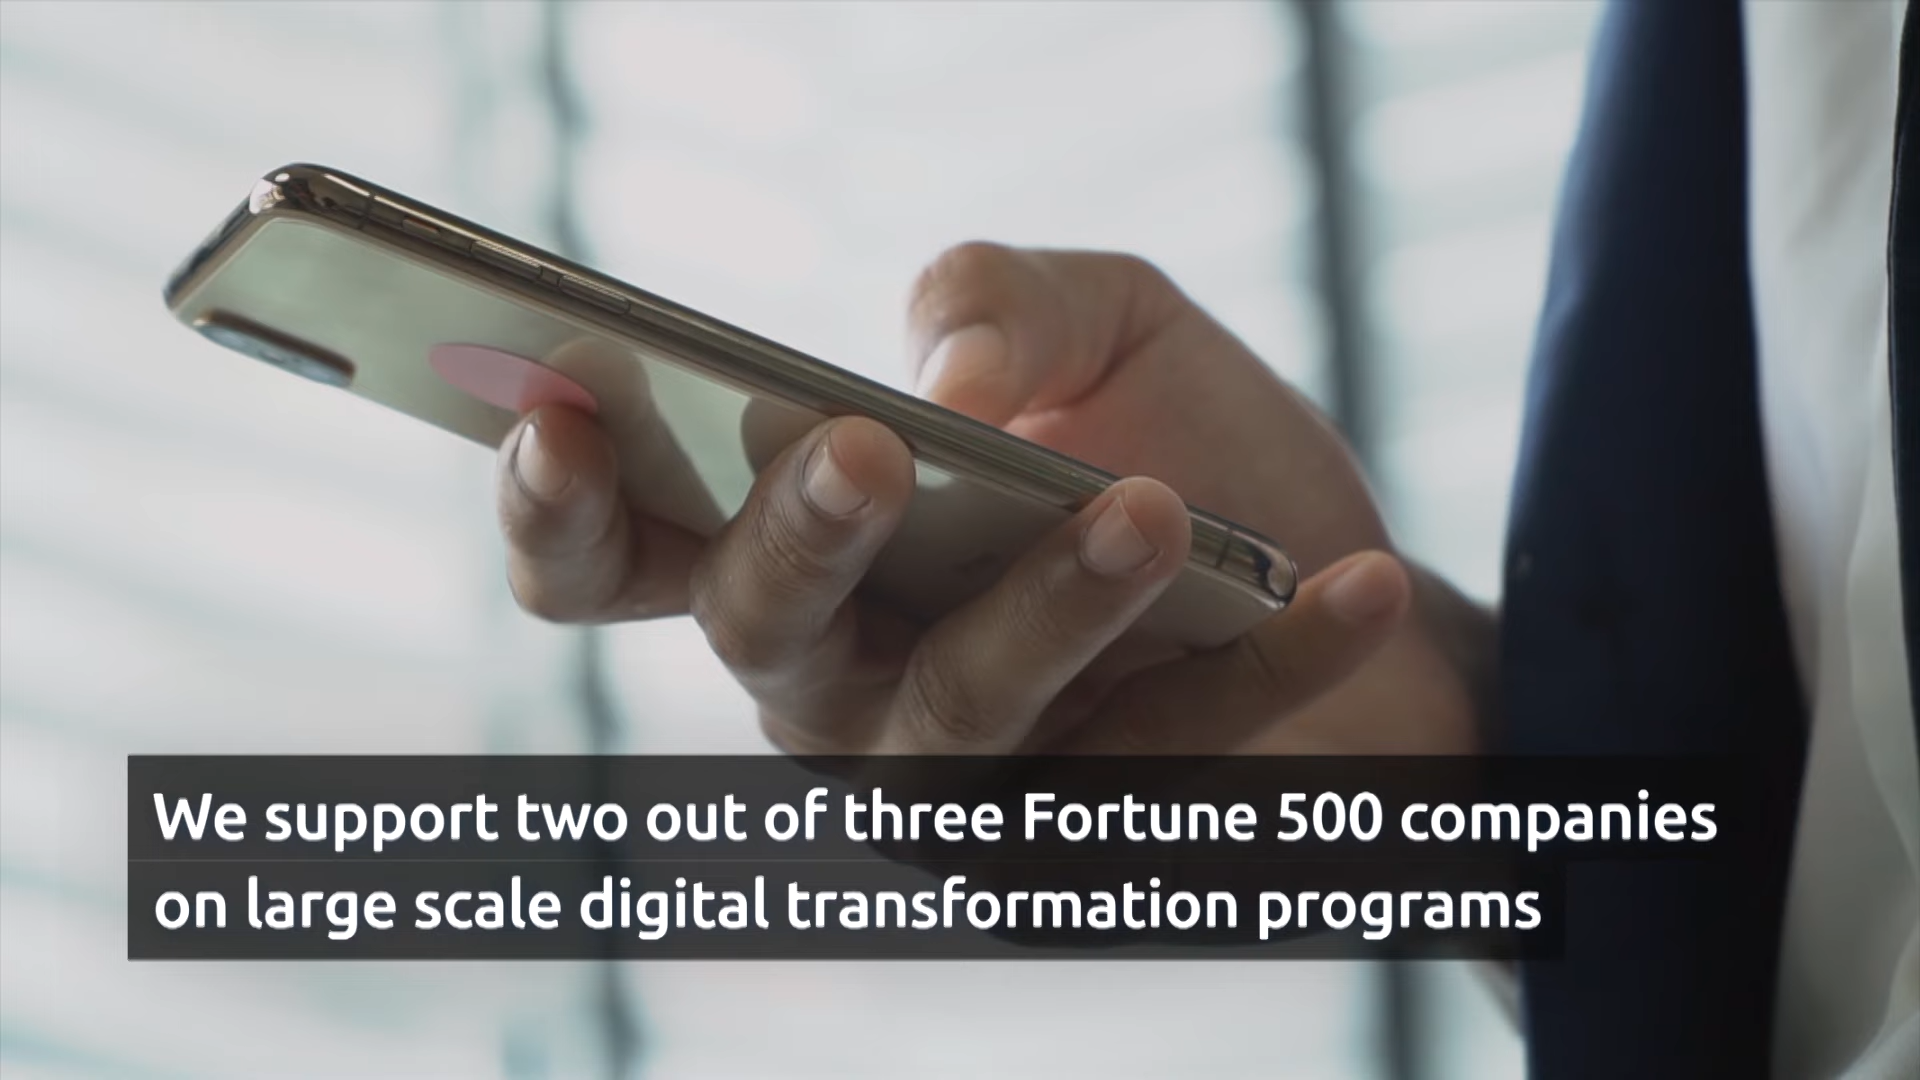 We support two out of three Fortune 500 companies
on large scale digital transformation programs